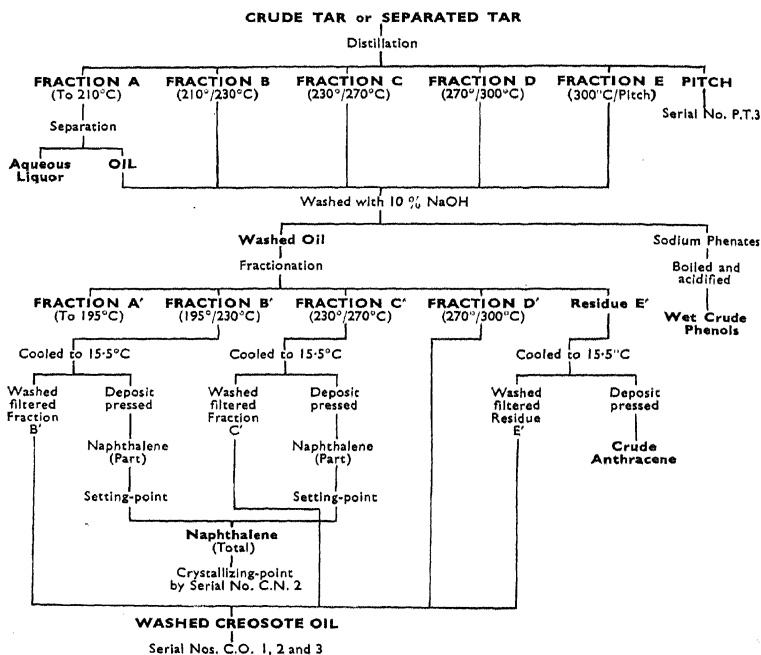 CRUDE TAR or SEPARATED TAR
Distillation
FRACTION A
(To 210°C)
FRACTION B
(210°/230°C)
FRACTION C
(230°/270°C)
FRACTION D
(270°/300°C)
FRACTION E
(300°C/Pitch)
PITCH
Serial No. P.T.3
Separation
Aqueous
Liquor
OIL
Washed with 10 % NaOH
Washed Oil
Fractionation
Sodium Phenates
Boiled and
acidified
Wet Crude
Phenols
FRACTION A'
(To 195°C)
FRACTION B'
(195°/230°C)
FRACTION C'
(230°/270°C)
FRACTION D'
(270°/300°C)
Residue E'
Cooled to 15·5°C
Cooled to 15·5°C
Cooled to 15·5°C
Washed
filtered
Fraction
B'
Deposit
pressed
Washed
filtered
Fraction
C'
Deposit
pressed
Washed
filtered
Residue
E'
Deposit
pressed
Naphthalene
(Part)
Naphthalene
(Part)
Crude
Anthracene
Setting-point
Setting-point
Naphthalene
(Total)
Crystallizing-point
by Serial No. C.N. 2
WASHED CREOSOTE OIL
Serial Nos. C.O. 1, 2 and 3